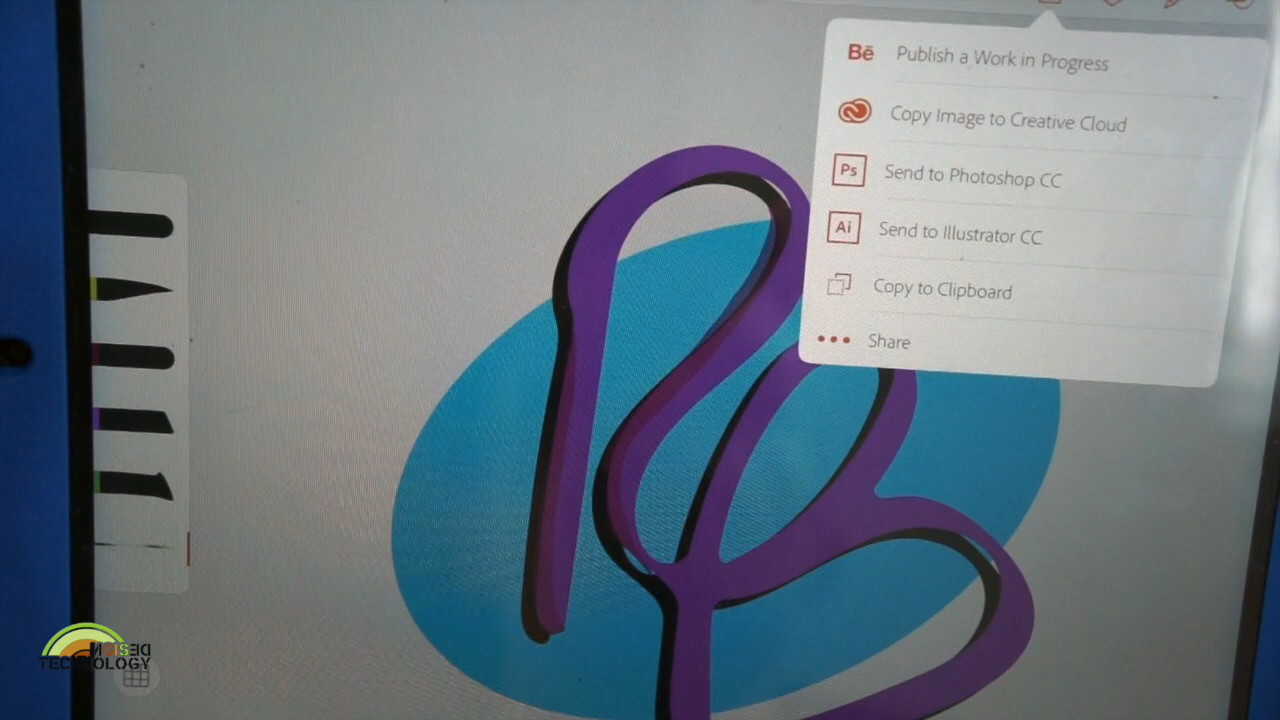 Bē Publish a Work in Progress
Copy Image to Creative Cloud
Ps Send to Photoshop CC
Ai Send to Illustrator CC
Copy to Clipboard
Share
TECHNOLOGY